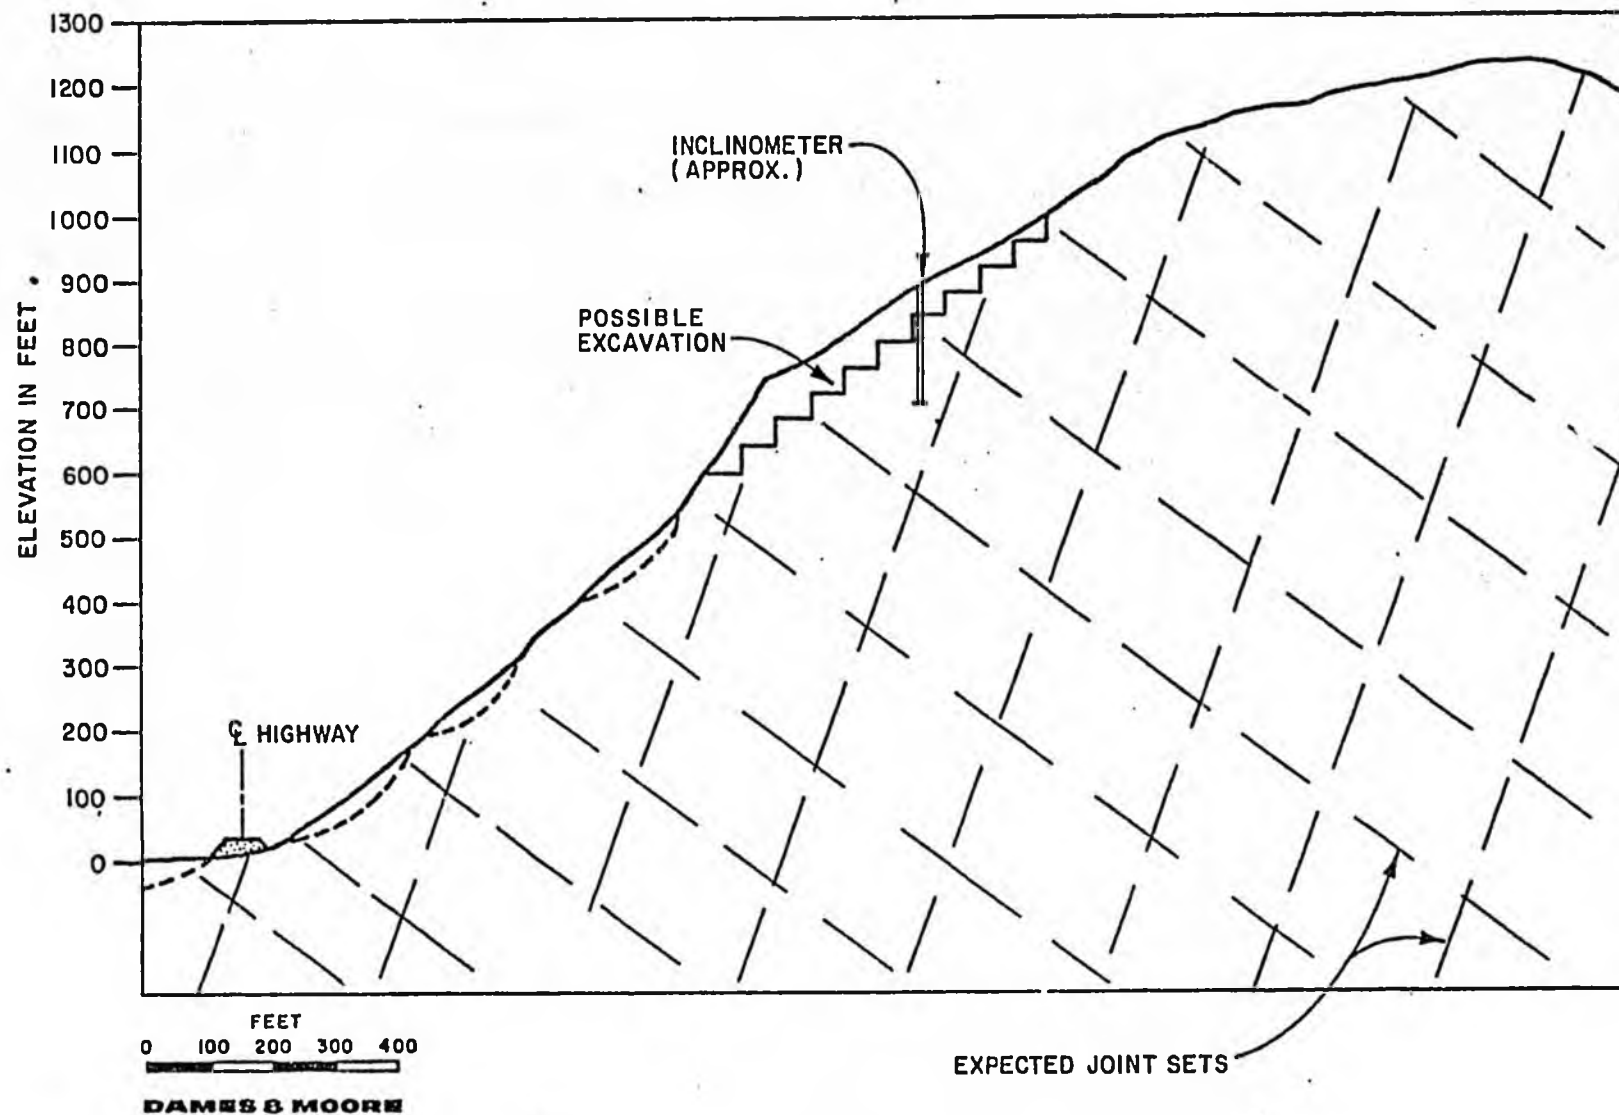 ELEVATION IN FEET
1300
1200
1100
1000
900
800
700
600
500
400
300
200
100
0
INCLINOMETER
(APPROX.)
POSSIBLE
EXCAVATION
℄ HIGHWAY
EXPECTED JOINT SETS
FEET
0 100 200 300 400
DAMES & MOORE